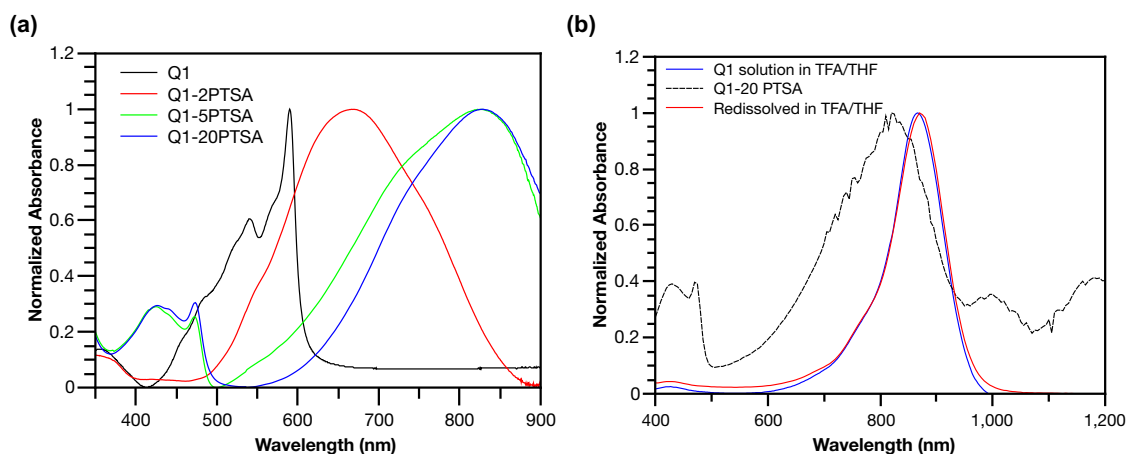 (a)
1.2
1
0.8
0.6
0.4
0.2
0
Normalized Absorbance
Q1
Q1-2PTSA
Q1-5PTSA
Q1-20PTSA
400 500 600 700 800 900
Wavelength (nm)
(b)
1.2
1
0.8
0.6
0.4
0.2
0
Normalized Absorbance
Q1 solution in TFA/THF
Q1-20 PTSA
Redissolved in TFA/THF
400 600 800 1,000 1,200
Wavelength (nm)